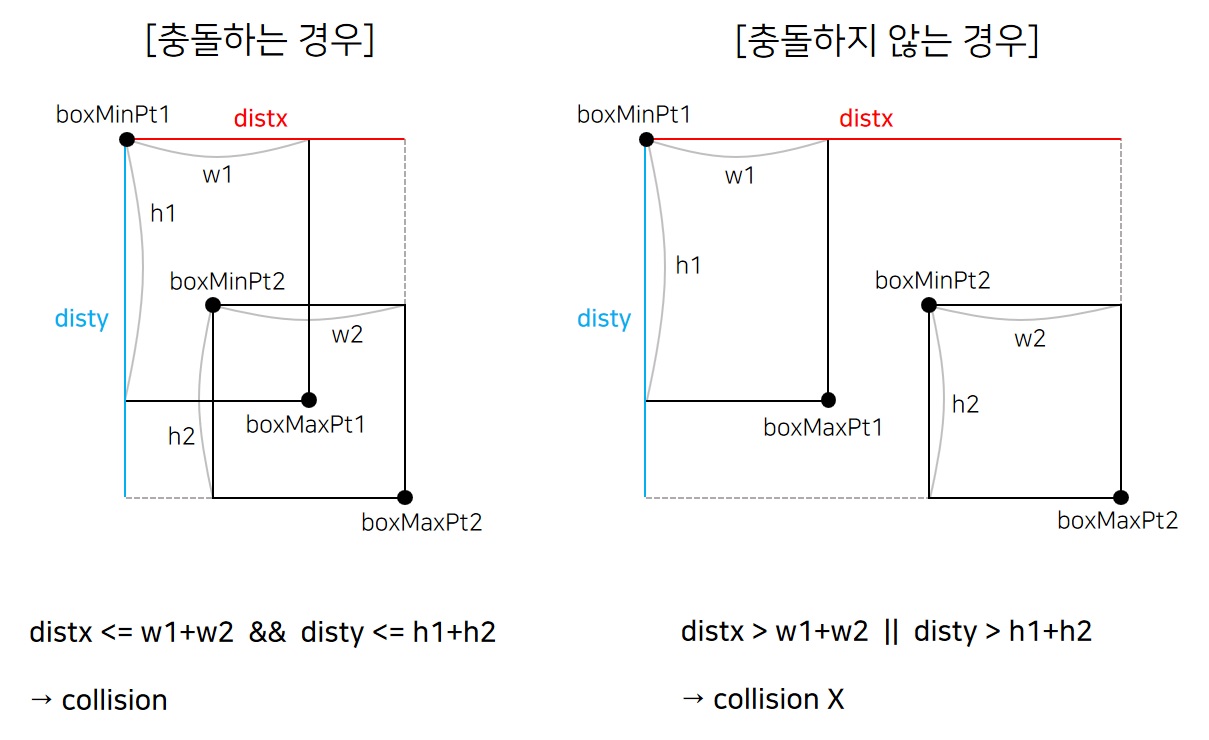 [충돌하는 경우]
boxMinPt1
distx
w1
h1
boxMinPt2
disty
w2
boxMaxPt1
h2
boxMaxPt2
distx <= w1+w2 && disty <= h1+h2
→ collision
[충돌하지 않는 경우]
boxMinPt1
distx
w1
h1
boxMinPt2
disty
w2
h2
boxMaxPt1
boxMaxPt2
distx > w1+w2 || disty > h1+h2
→ collision X